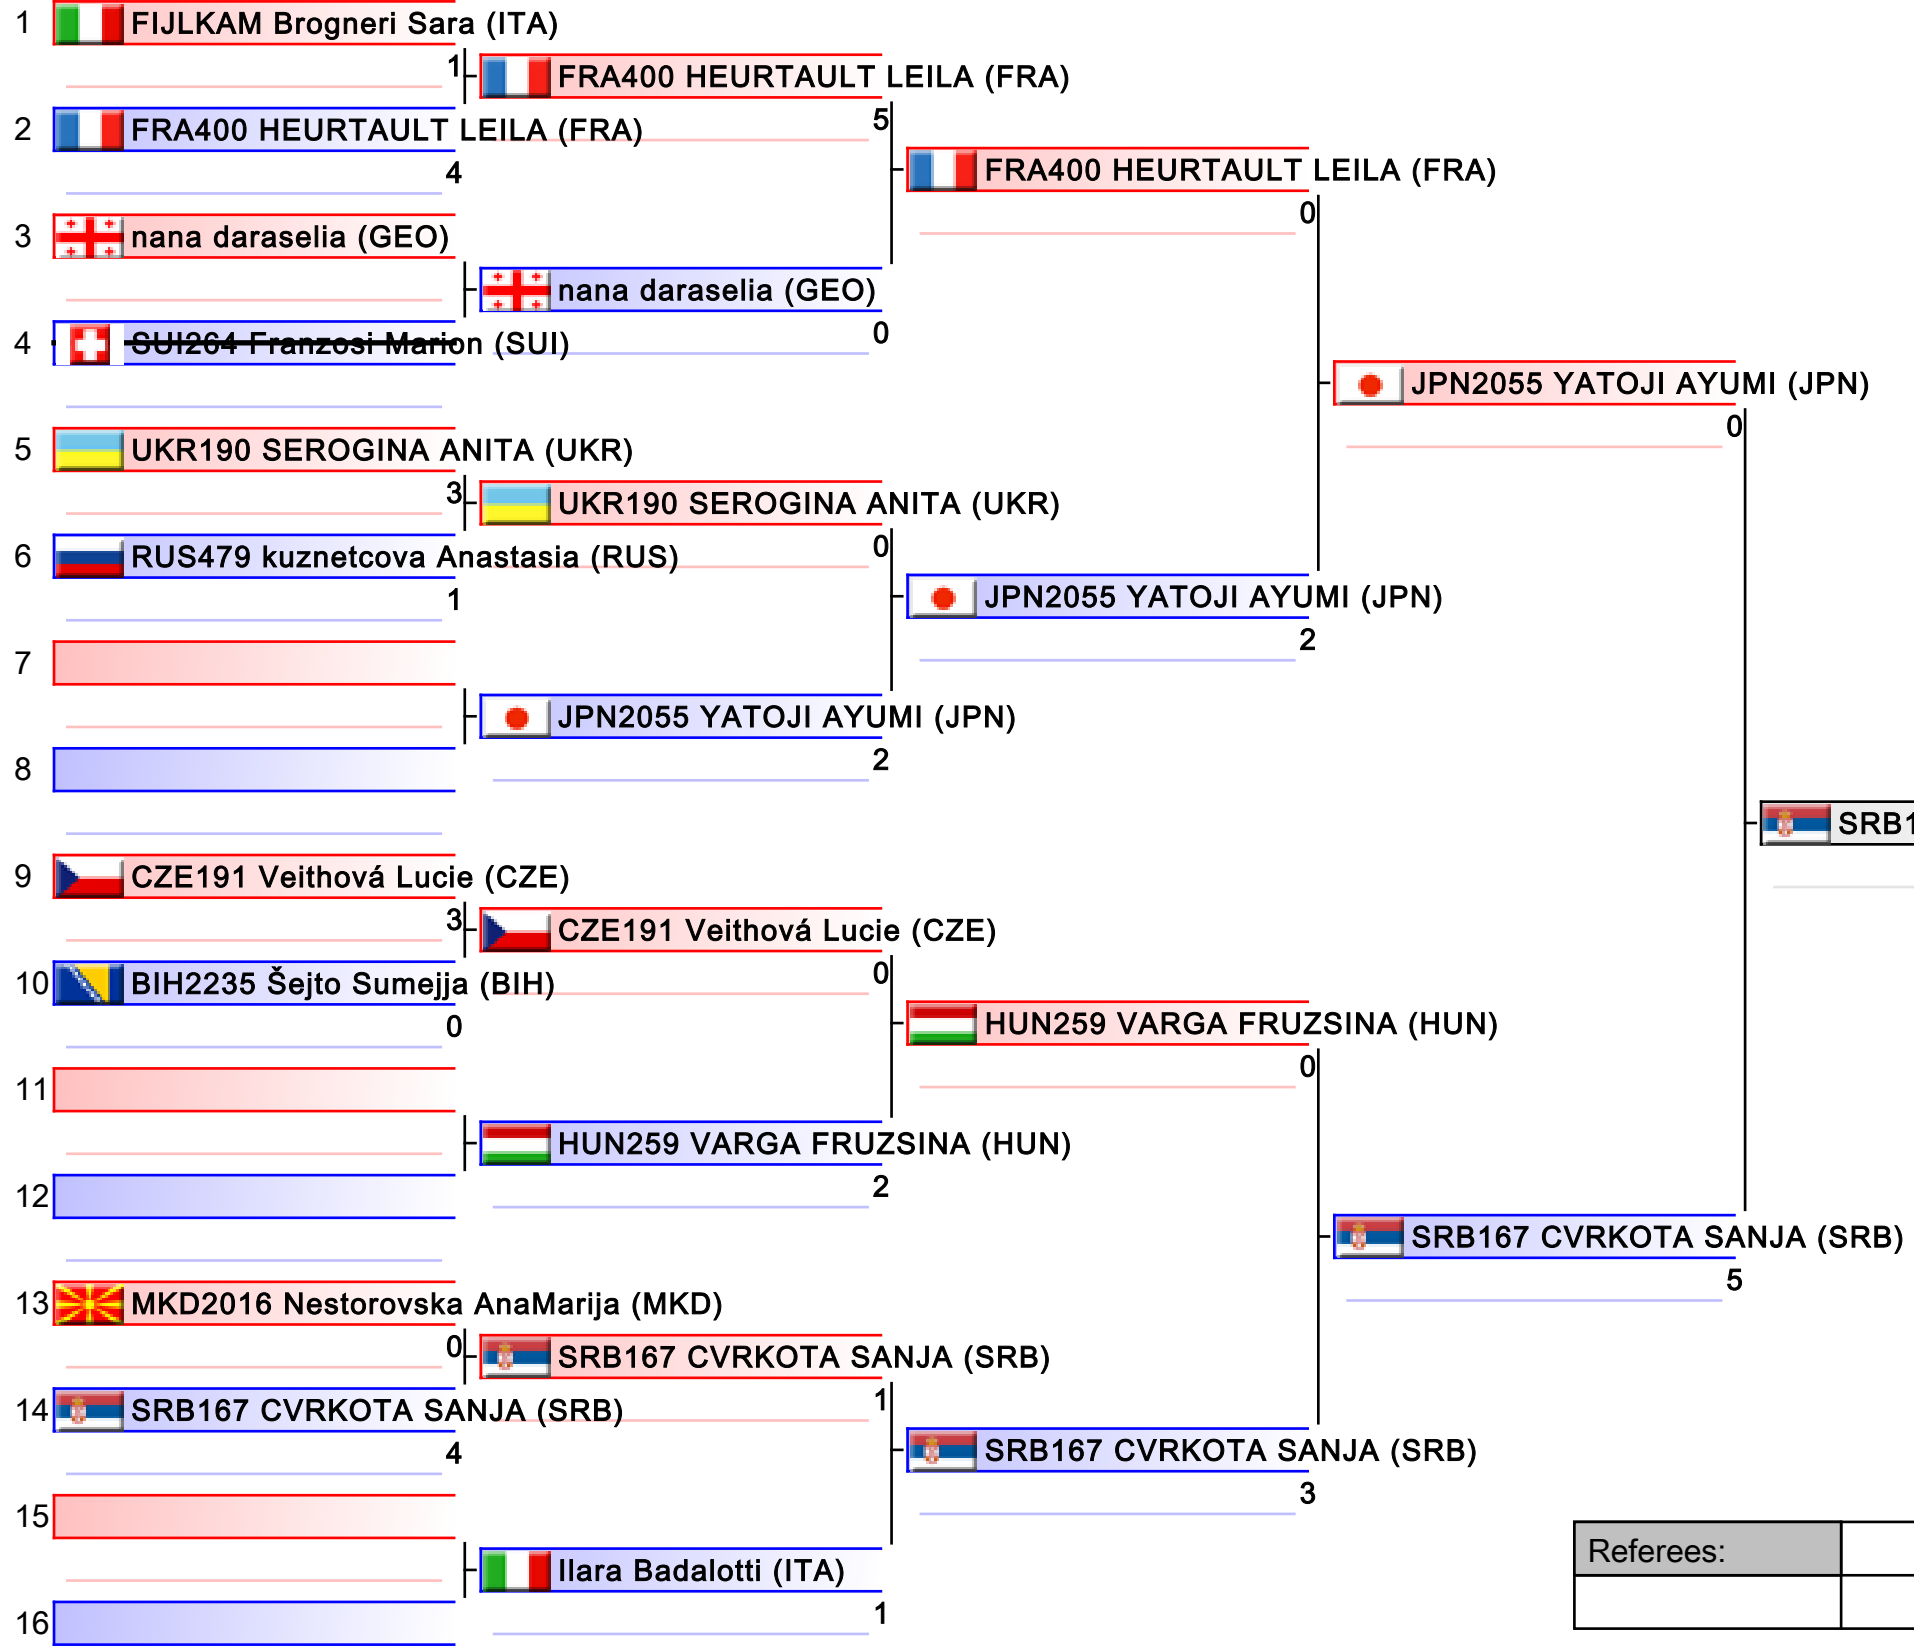 1 FIJLKAM Brogneri Sara (ITA)
1 FRA400 HEURTAULT LEILA (FRA)
2 FRA400 HEURTAULT LEILA (FRA) 5
4 FRA400 HEURTAULT LEILA (FRA)
0
3 nana daraselia (GEO)
nana daraselia (GEO)
4 SUI264 Franzosi Marion (SUI) 0
JPN2055 YATOJI AYUMI (JPN)
0
5 UKR190 SEROGINA ANITA (UKR)
3 UKR190 SEROGINA ANITA (UKR)
6 RUS479 kuznetcova Anastasia (RUS) 0
1 JPN2055 YATOJI AYUMI (JPN)
2
7
JPN2055 YATOJI AYUMI (JPN)
8 2
SRB1
9 CZE191 Veithová Lucie (CZE)
3 CZE191 Veithová Lucie (CZE)
10 BIH2235 Šejto Sumejja (BIH) 0
0 HUN259 VARGA FRUZSINA (HUN)
0
11
HUN259 VARGA FRUZSINA (HUN)
12 2
SRB167 CVRKOTA SANJA (SRB)
5
13 MKD2016 Nestorovska AnaMarija (MKD)
0 SRB167 CVRKOTA SANJA (SRB)
14 SRB167 CVRKOTA SANJA (SRB) 1
4 SRB167 CVRKOTA SANJA (SRB)
3
15
Referees:
Ilara Badalotti (ITA)
16 1